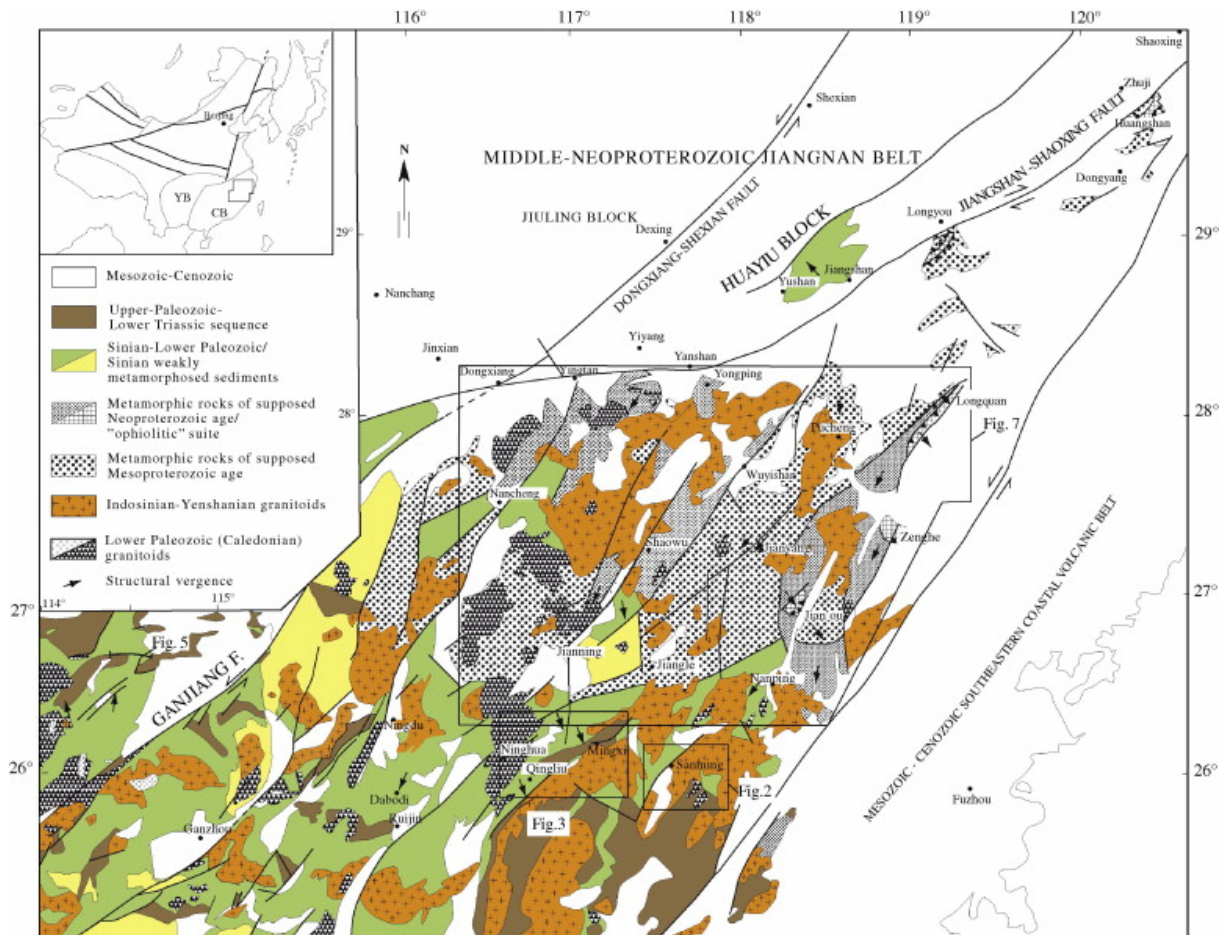 116°
117°
118°
119°
120°
Shaoxing
Beijing
YB
CB
N
Shexian
Zhuji
Huangshan
MIDDLE-NEOPROTEROZOIC JIANGNAN BELT
JIANGSHAN -SHAOXING FAULT
Dongyang
JIULING BLOCK
Longyou
Dexing
29°
29°
DONGXIANG-SHEXIAN FAULT
HUAYIU BLOCK
Jiangshan
Yushan
Nanchang
Mesozoic-Cenozoic
Upper-Paleozoic-
Lower Triassic sequence
Sinian-Lower Paleozoic/
Sinian weakly
metamorphosed sediments
Metamorphic rocks of supposed
Neoproterozoic age/
"ophiolitic" suite
Metamorphic rocks of supposed
Mesoproterozoic age
Indosinian-Yenshanian granitoids
Lower Paleozoic (Caledonian)
granitoids
Structural vergence
Yiyang
Jinxian
Yanshan
Dongxiang
Yingtan
Yongping
28°
28°
Longquan
Pucheng
Fig. 7
Wuyishan
Nancheng
Shaowu
Jianyang
Zenghe
27°
27°
114°
115°
Jian'ou
Fig. 5
Jianning
Jiangle
Nanping
GANJIANG F.
MESOZOIC - CENOZOIC SOUTHEASTERN COASTAL VOLCANIC BELT
Ningdu
Ninghua
Mingxi
Sanming
26°
26°
Qingliu
Dabodi
Fig.2
Fuzhou
Ruijin
Ganzhou
Fig.3